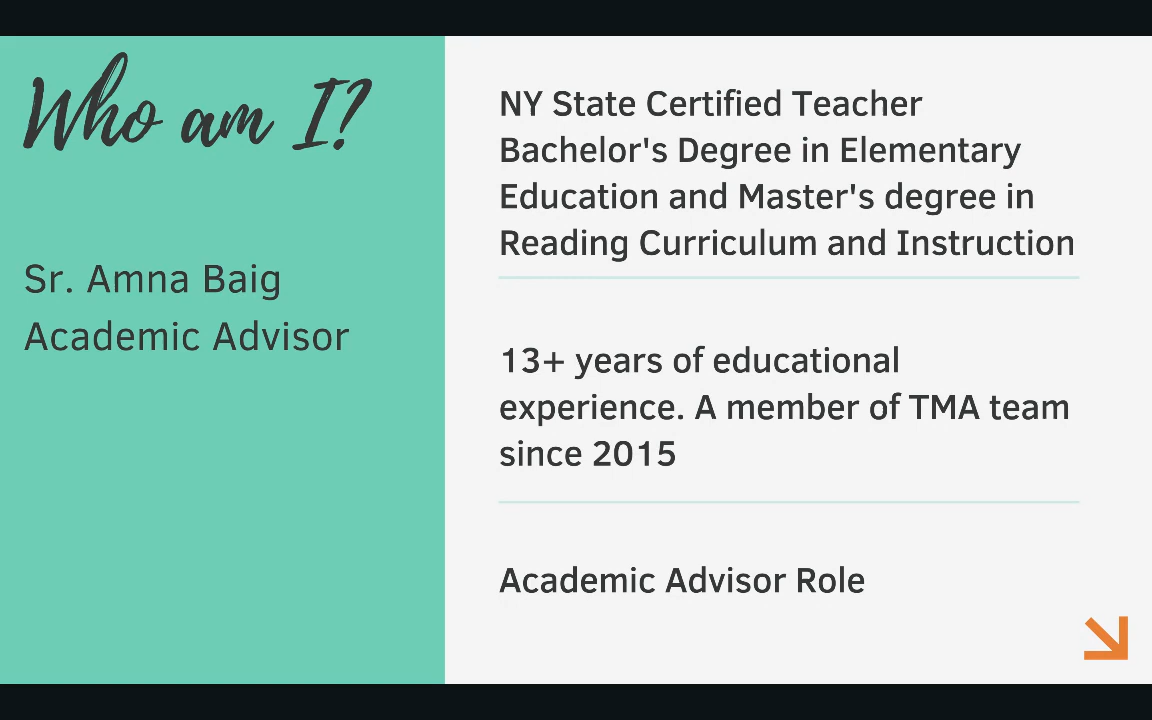 Who am I?
Sr. Amna Baig
Academic Advisor
NY State Certified Teacher
Bachelor's Degree in Elementary
Education and Master's degree in
Reading Curriculum and Instruction
13+ years of educational
experience. A member of TMA team
since 2015
Academic Advisor Role